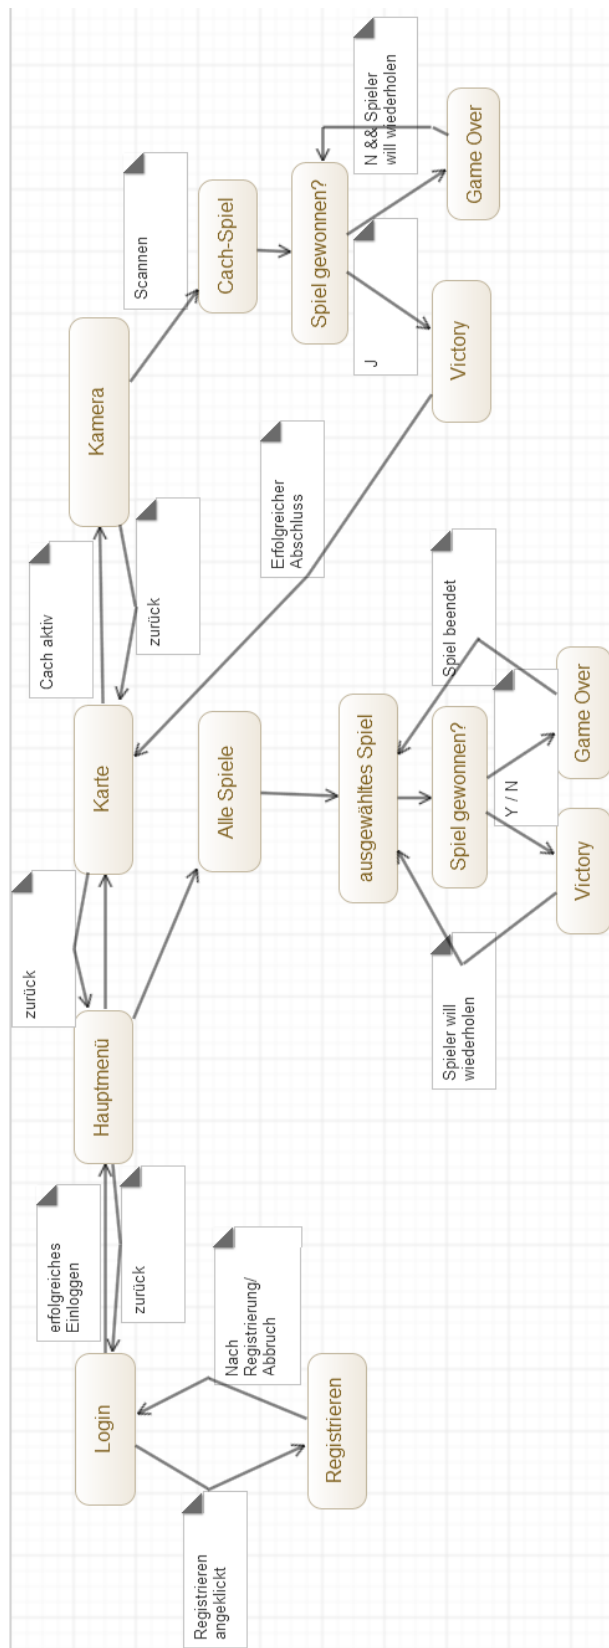 Login
erfolgreiches
Einloggen
zurück
Hauptmenü
zurück
Karte
Cach aktiv
zurück
Kamera
Scannen
Registrieren
angeklickt
Nach
Registrierung/
Abbruch
Registrieren
Alle Spiele
Erfolgreicher
Abschluss
Cach-Spiel
Spiel gewonnen?
J
N && Spieler
will wiederholen
Victory
Game Over
ausgewähltes Spiel
Spieler will
wiederholen
Spiel gewonnen?
Spiel beendet
Y / N
Victory
Game Over